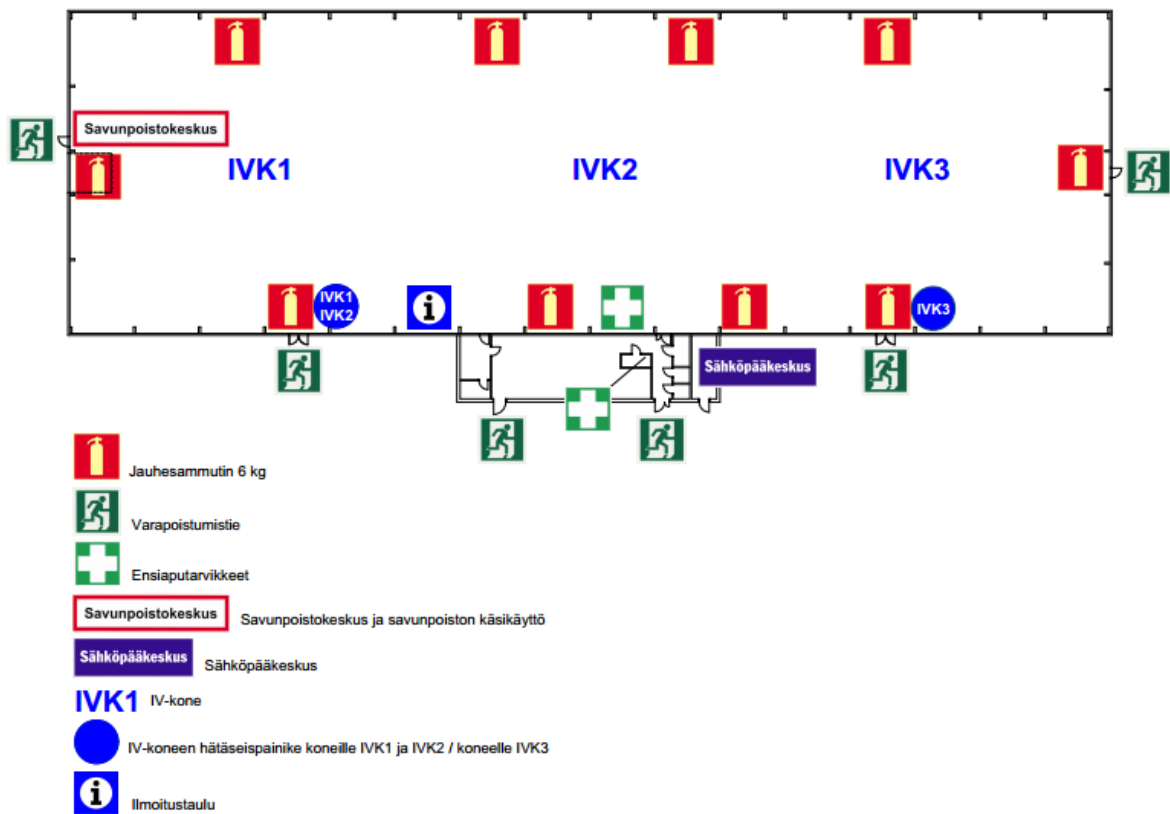 Savunpoistokeskus
IVK1
IVK2
IVK3
IVK1
IVK2
IVK3
Sähköpääkeskus
Jauhesammutin 6 kg
Varapoistumistie
Ensiaputarvikkeet
Savunpoistokeskus
Savunpoistokeskus ja savunpoiston käsikäyttö
Sähköpääkeskus
Sähköpääkeskus
IVK1
IV-kone
IV-koneen hätäseispainike koneille IVK1 ja IVK2 / koneelle IVK3
Ilmoitustaulu